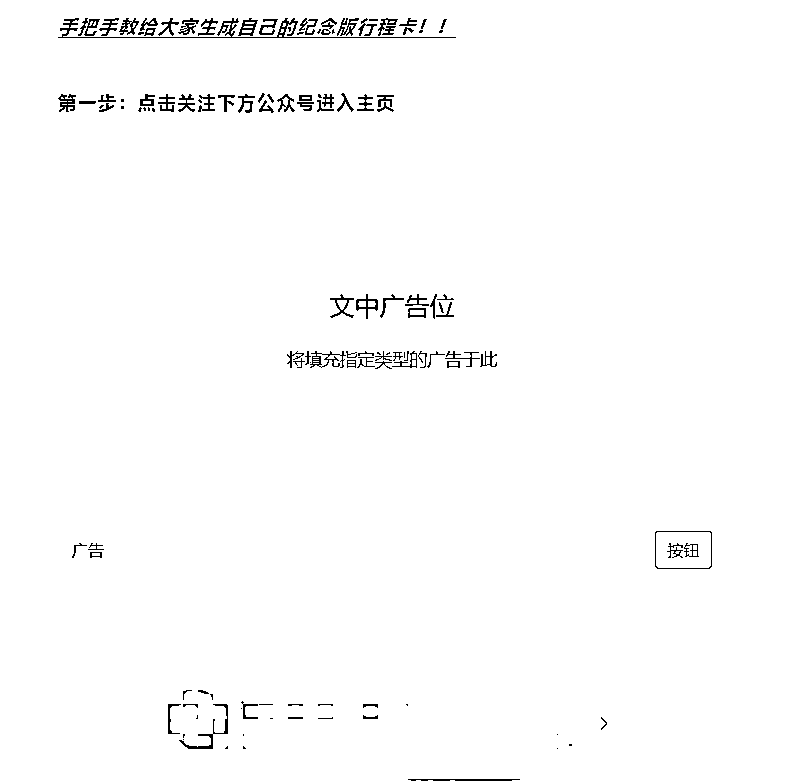 手把手教给大家生成自己的纪念版行程卡！！
第一步：点击关注下方公众号进入主页
文中广告位
将填充指定类型的广告于此
广告
按钮